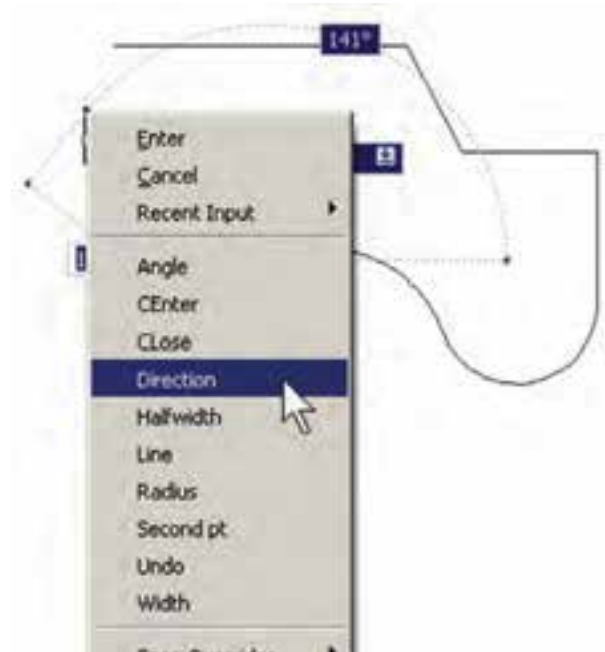 141°
Enter
Cancel
Recent Input
Angle
CEnter
CLose
Direction
Halfwidth
Line
Radius
Second pt
Undo
Width